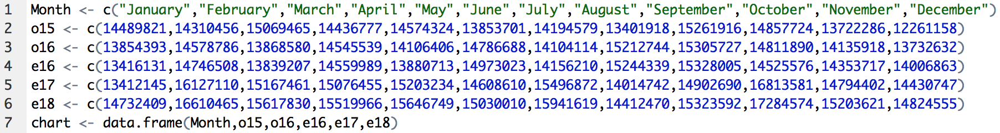 1 Month <- c("January","February","March","April","May","June","July","August","September","October","November","December")
2 o15 <- c(14489821,14310456,15069465,14436777,14574324,13853701,14194579,13401918,15261916,14857724,13722286,12261158)
3 o16 <- c(13854393,14578786,13868580,14545539,14106406,14786688,14104114,15212744,15305727,14811890,14135918,13732632)
4 e16 <- c(13416131,14746508,13839207,14559989,13880713,14973023,14156210,15244339,15328005,14525576,14353717,14006863)
5 e17 <- c(13412145,16127110,15167461,15076455,15203234,14608610,15496872,14014742,14902690,16813581,14794402,14430747)
6 e18 <- c(14732409,16610465,15617830,15519966,15646749,15030010,15941619,14412470,15323592,17284574,15203621,14824555)
7 chart <- data.frame(Month,o15,o16,e16,e17,e18)